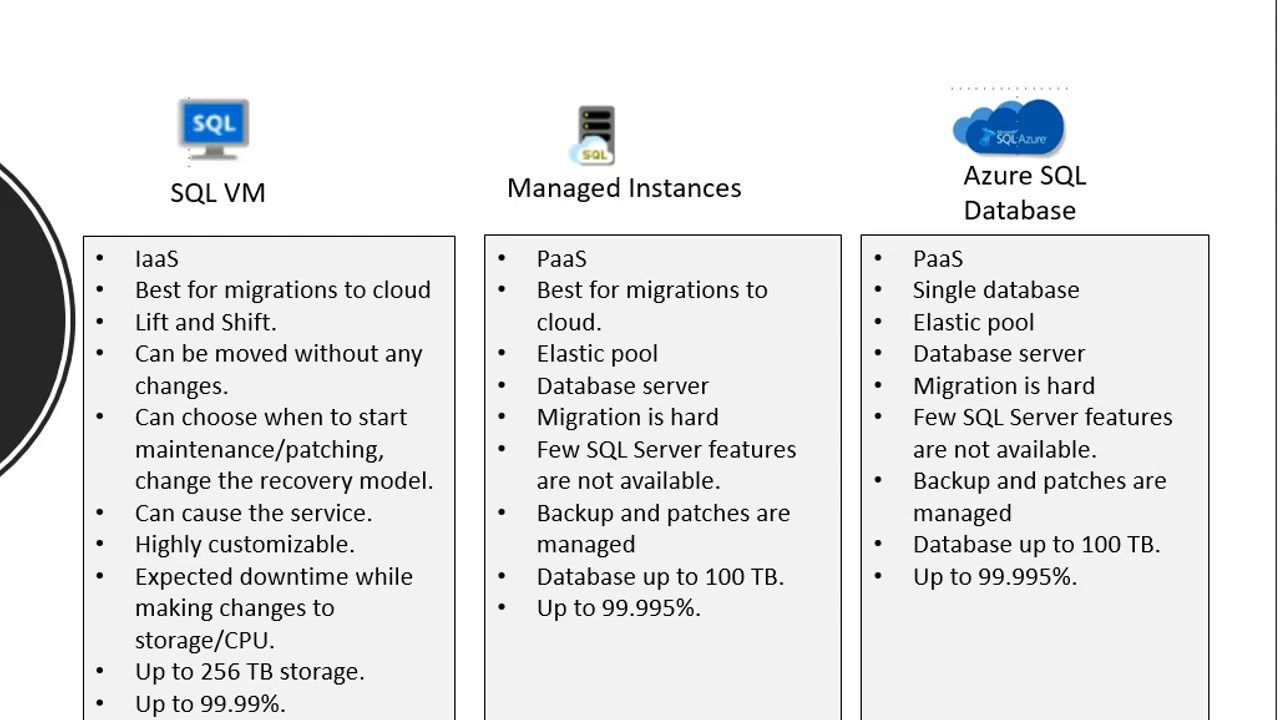 SQL
SQL VM
• IaaS
• Best for migrations to cloud
• Lift and Shift.
• Can be moved without any
changes.
• Can choose when to start
maintenance/patching,
change the recovery model.
• Can cause the service.
• Highly customizable.
• Expected downtime while
making changes to
storage/CPU.
• Up to 256 TB storage.
• Up to 99.99%.
SQL
Managed Instances
• PaaS
• Best for migrations to
cloud.
• Elastic pool
• Database server
• Migration is hard
• Few SQL Server features
are not available.
• Backup and patches are
managed
• Database up to 100 TB.
• Up to 99.995%.
Microsoft
SQL Azure
Azure SQL
Database
• PaaS
• Single database
• Elastic pool
• Database server
• Migration is hard
• Few SQL Server features
are not available.
• Backup and patches are
managed
• Database up to 100 TB.
• Up to 99.995%.